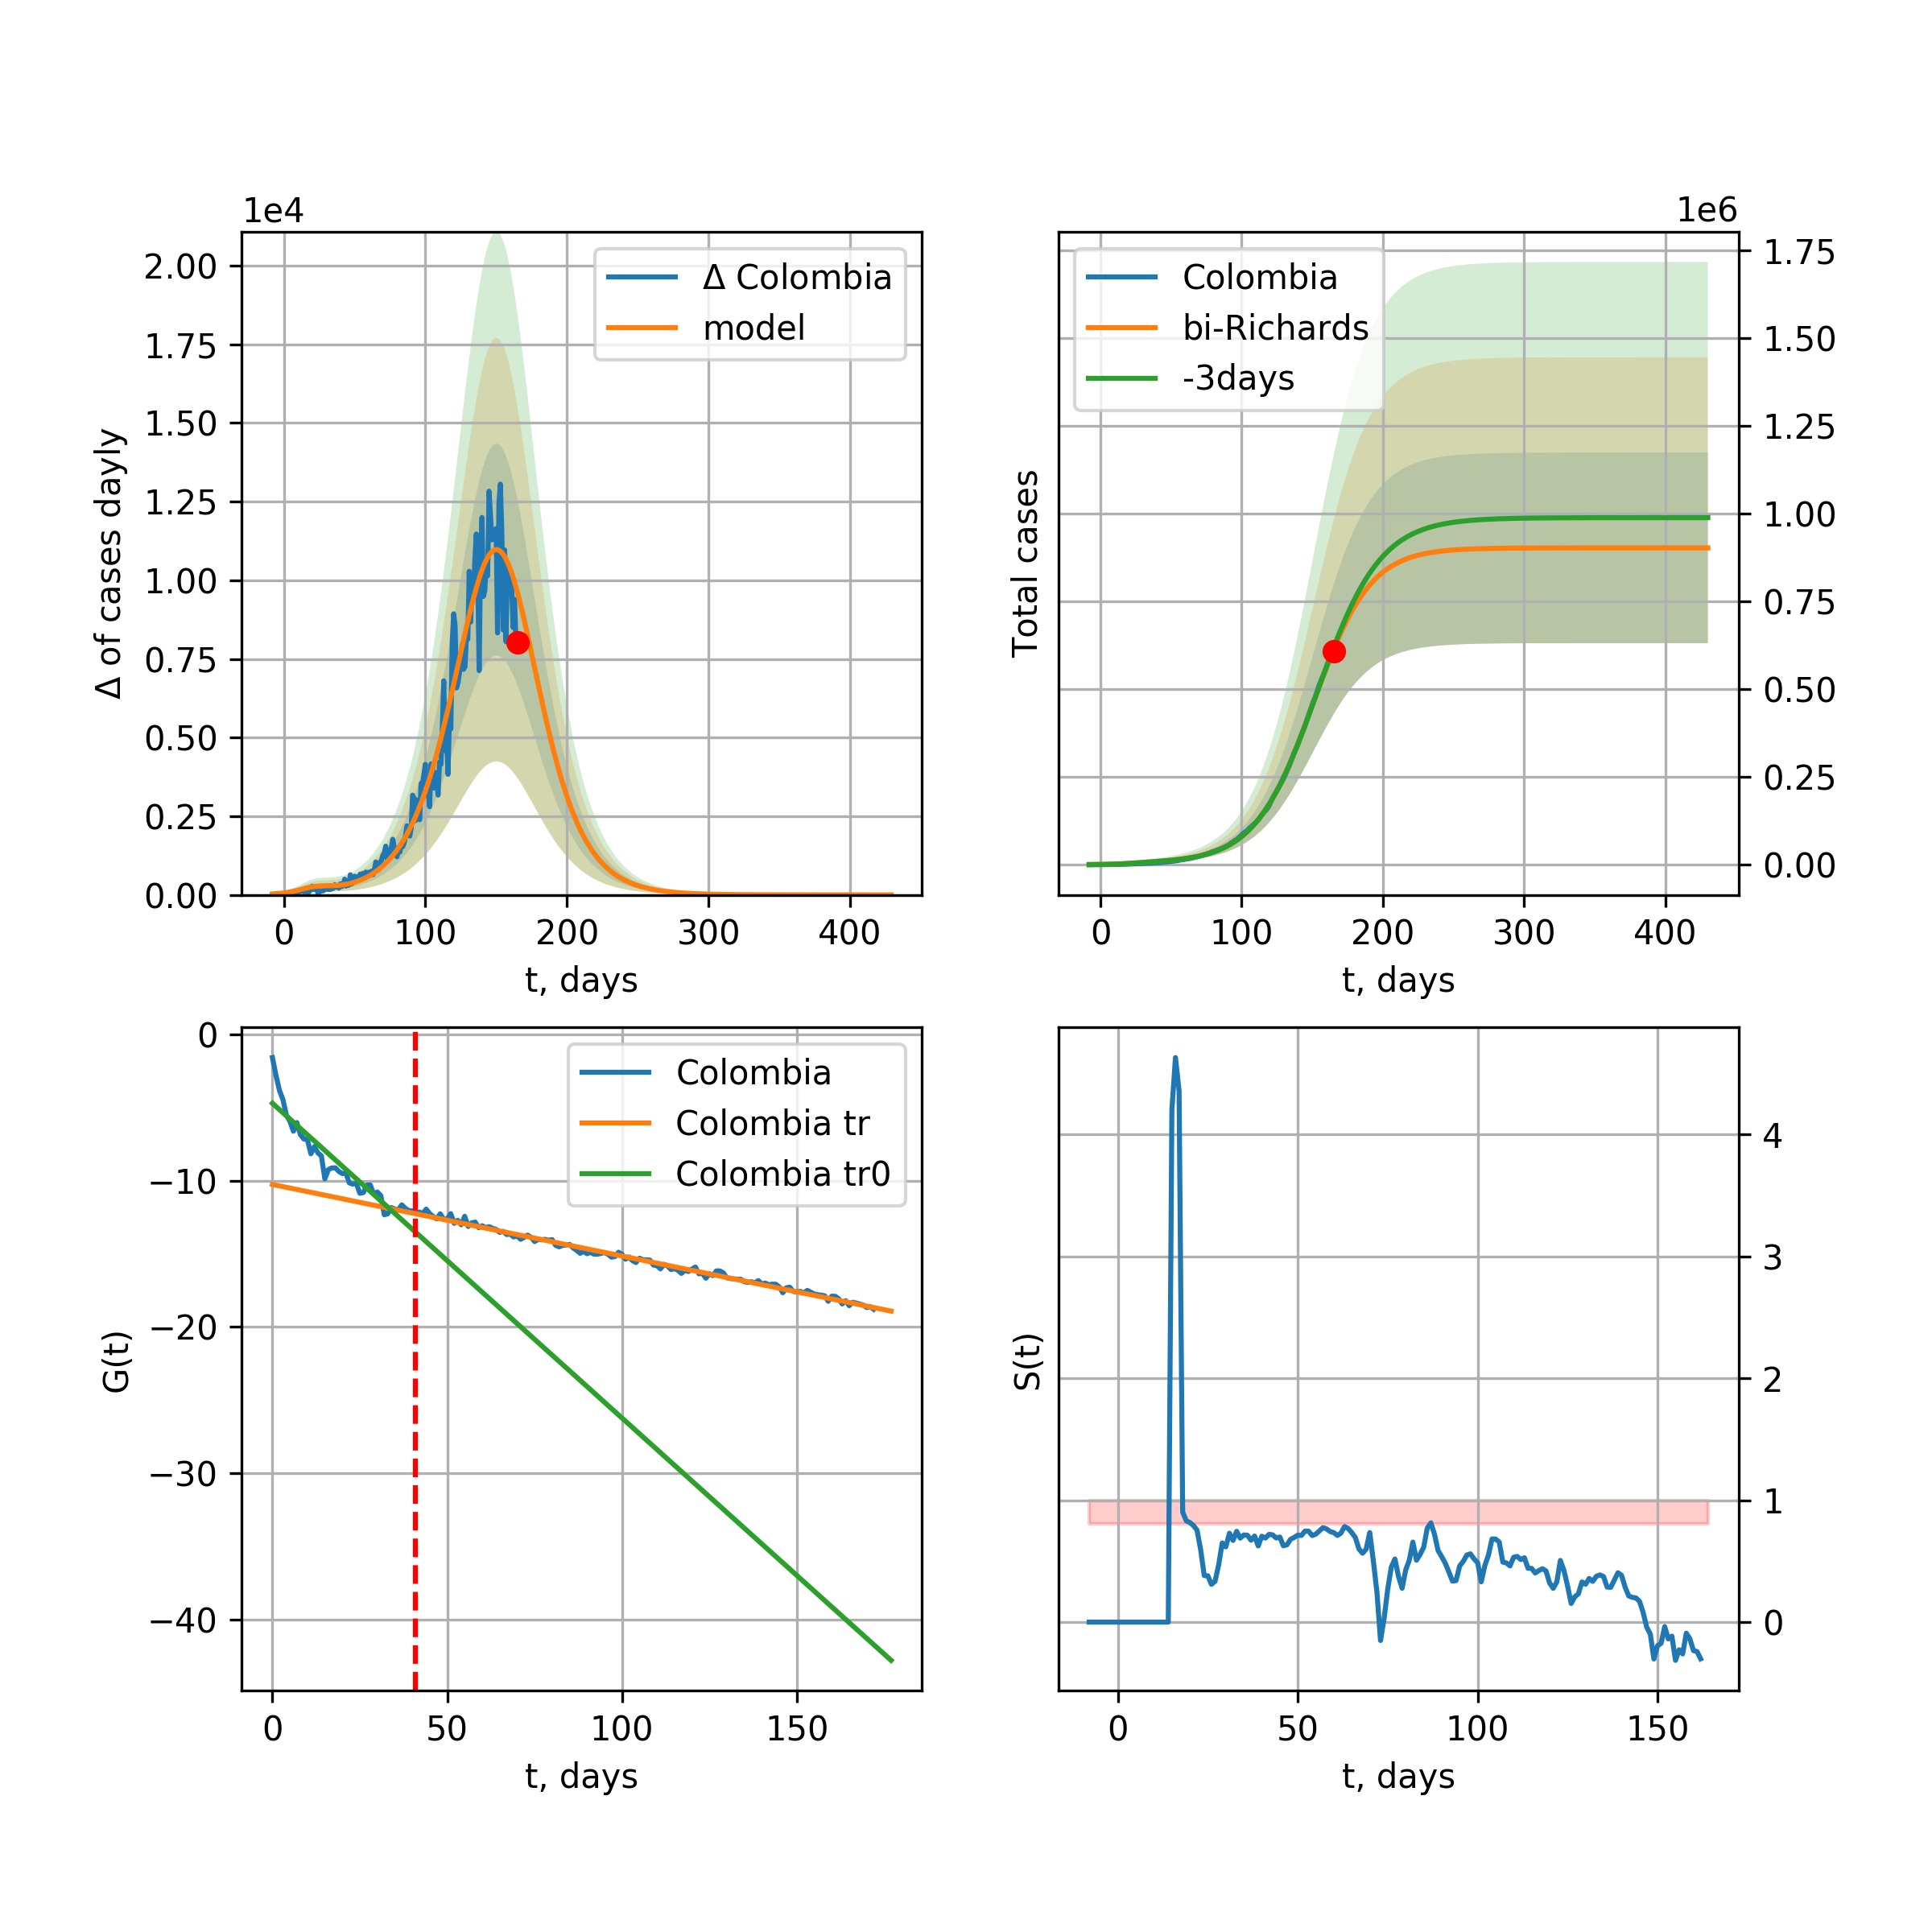 1e4
2.00
1.75
1.50
1.25
1.00
0.75
0.50
0.25
0.00
Δ of cases dayly
0 100 200 300 400
t, days
Δ Colombia
model
1e6
1.75
1.50
1.25
1.00
0.75
0.50
0.25
0.00
Total cases
0 100 200 300 400
t, days
Colombia
bi-Richards
-3days
0
−10
−20
−30
−40
G(t)
0 50 100 150
t, days
Colombia
Colombia tr
Colombia tr0
4
3
2
1
0
S(t)
0 50 100 150
t, days